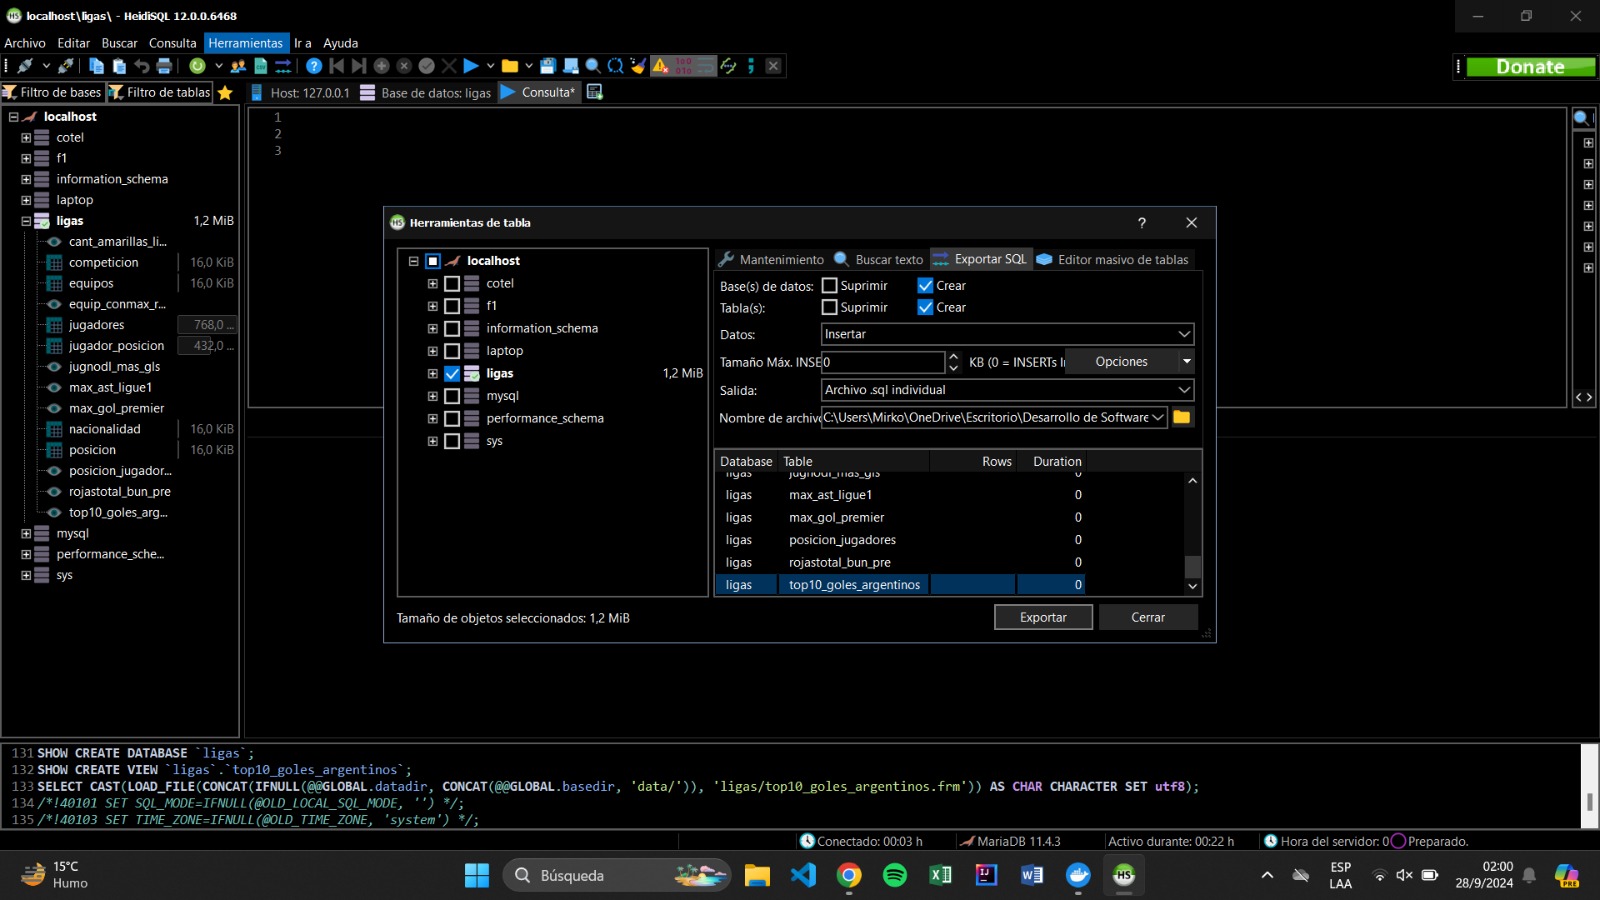 localhost\ligas\ - HeidiSQL 12.0.0.6468
Archivo Editar Buscar Consulta Herramientas Ir a Ayuda
Donate
Filtro de bases Filtro de tablas Host: 127.0.0.1 Base de datos: ligas Consulta*
localhost
cotel
f1
information_schema
laptop
ligas 1,2 MiB
cant_amarillas_li...
competicion 16,0 KiB
equipos 16,0 KiB
equip_conmax_r...
jugadores 768,0 ...
jugador_posicion 432,0 ...
jugnodl_mas_gls
max_ast_ligue1
max_gol_premier
nacionalidad 16,0 KiB
posicion 16,0 KiB
posicion_jugador...
rojastotal_bun_pre
top10_goles_arg...
mysql
performance_sche...
sys
1
2
3
Herramientas de tabla
localhost
cotel
f1
information_schema
laptop
ligas 1,2 MiB
mysql
performance_schema
sys
Mantenimiento Buscar texto Exportar SQL Editor masivo de tablas
Base(s) de datos: Suprimir Crear
Tabla(s): Suprimir Crear
Datos: Insertar
Tamaño Máx. INSE 0 KB (0 = INSERTs I Opciones
Salida: Archivo .sql individual
Nombre de archiv C:\Users\Mirko\OneDrive\Escritorio\Desarrollo de Software
Database Table Rows Duration
ligas jugnodl_mas_gls 0
ligas max_ast_ligue1 0
ligas max_gol_premier 0
ligas posicion_jugadores 0
ligas rojastotal_bun_pre 0
ligas top10_goles_argentinos 0
Tamaño de objetos seleccionados: 1,2 MiB Exportar Cerrar
131 SHOW CREATE DATABASE `ligas`;
132 SHOW CREATE VIEW `ligas`.`top10_goles_argentinos`;
133 SELECT CAST(LOAD_FILE(CONCAT(IFNULL(@@GLOBAL.datadir, CONCAT(@@GLOBAL.basedir, 'data/')), 'ligas/top10_goles_argentinos.frm')) AS CHAR CHARACTER SET utf8);
134 /*!40101 SET SQL_MODE=IFNULL(@OLD_LOCAL_SQL_MODE, '') */;
135 /*!40103 SET TIME_ZONE=IFNULL(@OLD_TIME_ZONE, 'system') */;
Conectado: 00:03 h MariaDB 11.4.3 Activo durante: 00:22 h Hora del servidor: 0 Preparado.
15°C
Humo
Búsqueda
ESP
LAA
02:00
28/9/2024